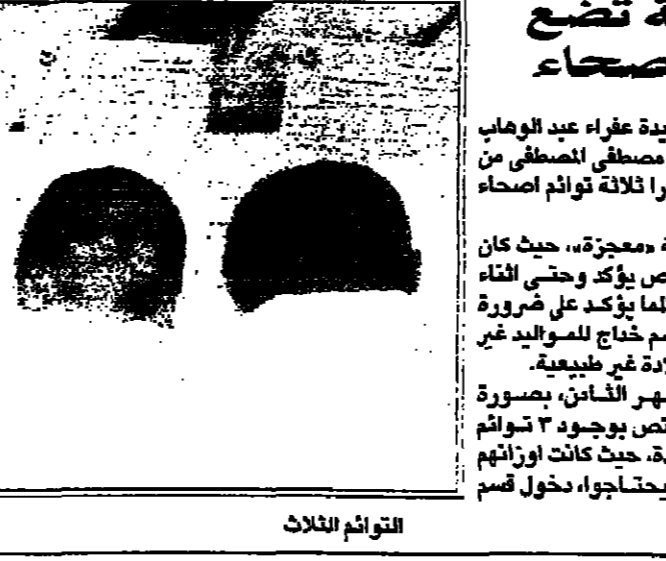 ة تضع
صحاء
يدة عفراء عبد الوهاب
مصطفى المصطفى من
را ثلاثة توائم اصحاء
ة «معجزة»، حيث كان
ص يؤكد وحتى اثناء
لما يؤكد على ضرورة
سم خداج للمواليد غير
لادة غير طبيعية.
هر الثامن، بصورة
تص بوجود ٣ توائم
ة، حيث كانت اوزانهم
يحتاجوا، دخول قسم
التوائم الثلاث